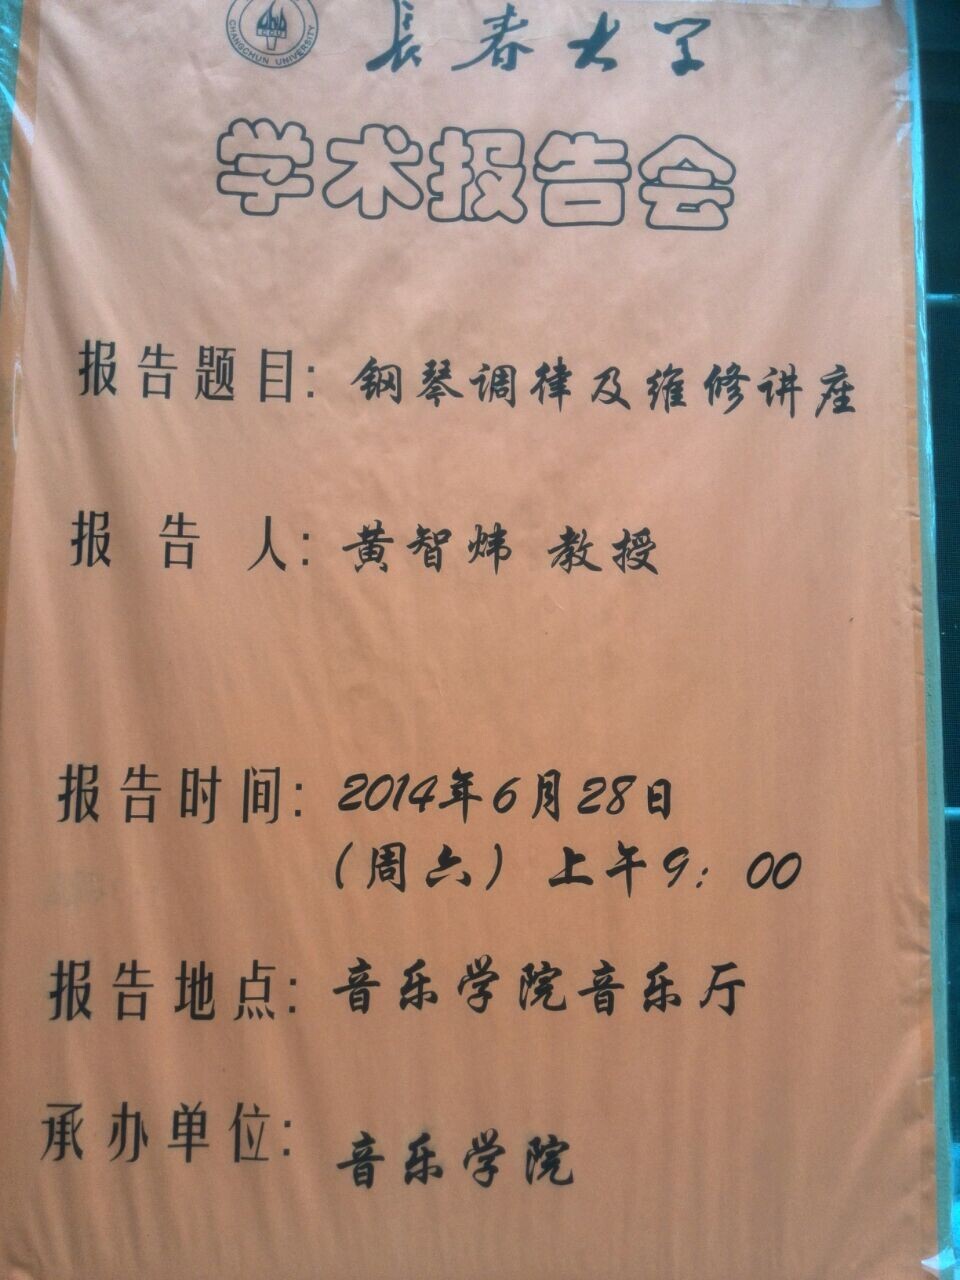 長春大学
CHANGCHUN UNIVERSITY
学术报告会
报告题目：钢琴调律及维修讲座
报告人：黄智炜 教授
报告时间：2014年6月28日
（周六）上午9：00
报告地点：音乐学院音乐厅
承办单位：音乐学院